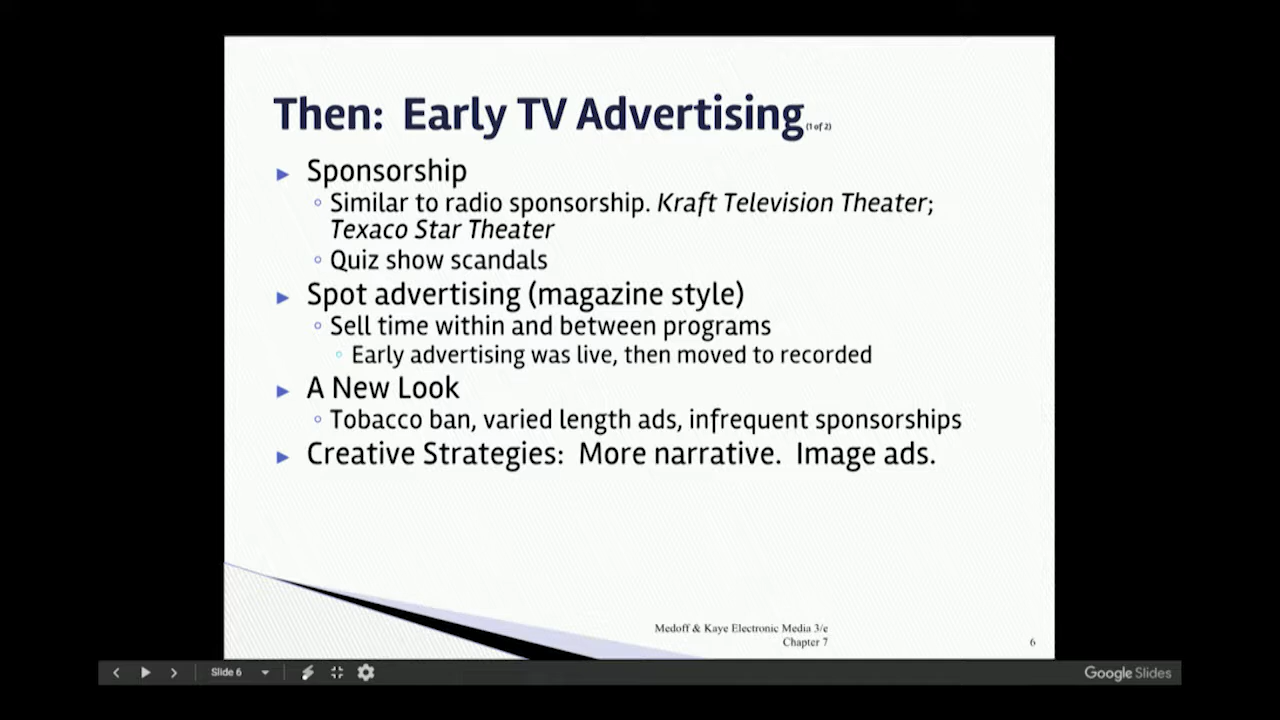 Then: Early TV Advertising (1 of 2)
Sponsorship
Similar to radio sponsorship. Kraft Television Theater;
Texaco Star Theater
Quiz show scandals
Spot advertising (magazine style)
Sell time within and between programs
Early advertising was live, then moved to recorded
A New Look
Tobacco ban, varied length ads, infrequent sponsorships
Creative Strategies: More narrative. Image ads.
Medoff & Kaye Electronic Media 3/e
Chapter 7
6
Slide 6
Google Slides